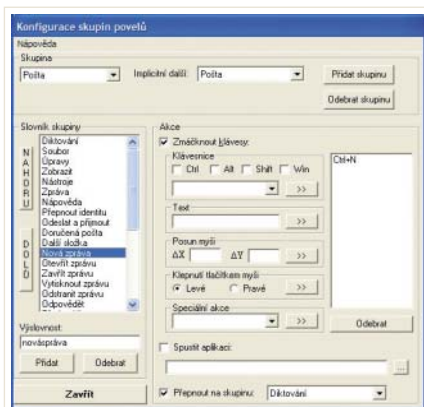 Konfigurace skupin povelů
Nápověda
Skupina
Pošta
Implicitní další:
Pošta
Přidat skupinu
Odebrat skupinu
Slovník skupiny
NAHORU
DOLŮ
Diktování
Soubor
Úpravy
Zobrazit
Nástroje
Zpráva
Nápověda
Přepnout identitu
Odeslat a přijmout
Doručená pošta
Další složka
Nová zpráva
Otevřít zprávu
Zavřít zprávu
Vytisknout zprávu
Odstranit zprávu
Odpovědět
Výslovnost:
nováspráva
Přidat
Odebrat
Zavřít
Akce
Zmáčknout klávesy:
Klávesnice
Ctrl Alt Shift Win
>>
Text
>>
Posun myši
ΔX ΔY >>
Klepnutí tlačítkem myši
Levé Pravé >>
Speciální akce
>>
Ctrl+N
Odebrat
Spustit aplikaci:
...
Přepnout na skupinu: Diktování